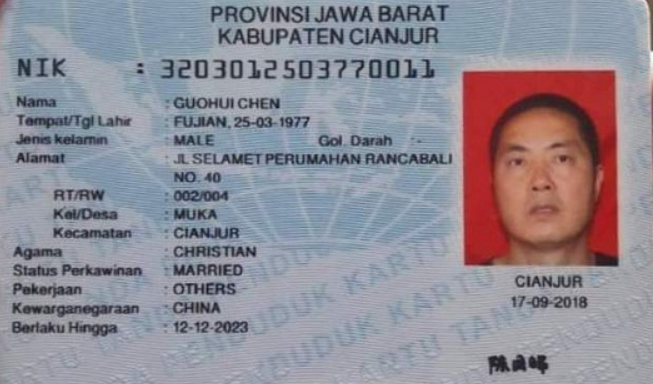 PROVINSI JAWA BARAT
KABUPATEN CIANJUR
NIK : 3203012503770011
Nama : GUOHUI CHEN
Tempat/Tgl Lahir : FUJIAN, 25-03-1977
Jenis kelamin : MALE Gol. Darah :-
Alamat : JL SELAMET PERUMAHAN RANCABALI
NO. 40
RT/RW : 002/004
Kel/Desa : MUKA
Kecamatan : CIANJUR
Agama : CHRISTIAN
Status Perkawinan : MARRIED
Pekerjaan : OTHERS
Kewarganegaraan : CHINA
Berlaku Hingga : 12-12-2023
CIANJUR
17-09-2018